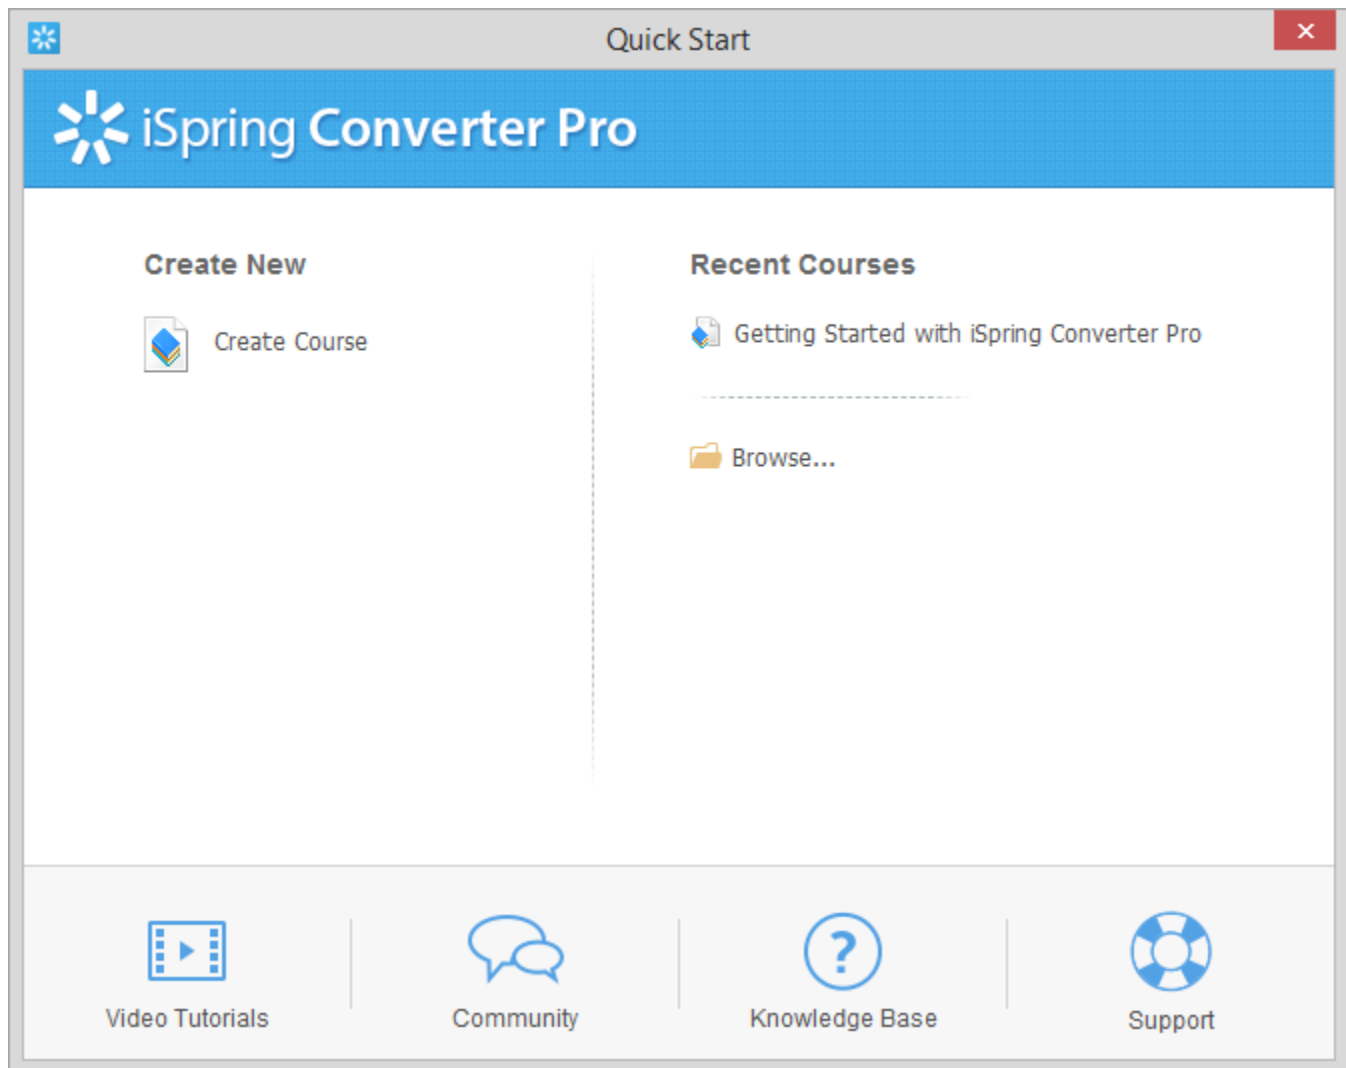 Quick Start
iSpring Converter Pro
Create New
Create Course
Recent Courses
Getting Started with iSpring Converter Pro
Browse...
Video Tutorials
Community
Knowledge Base
Support